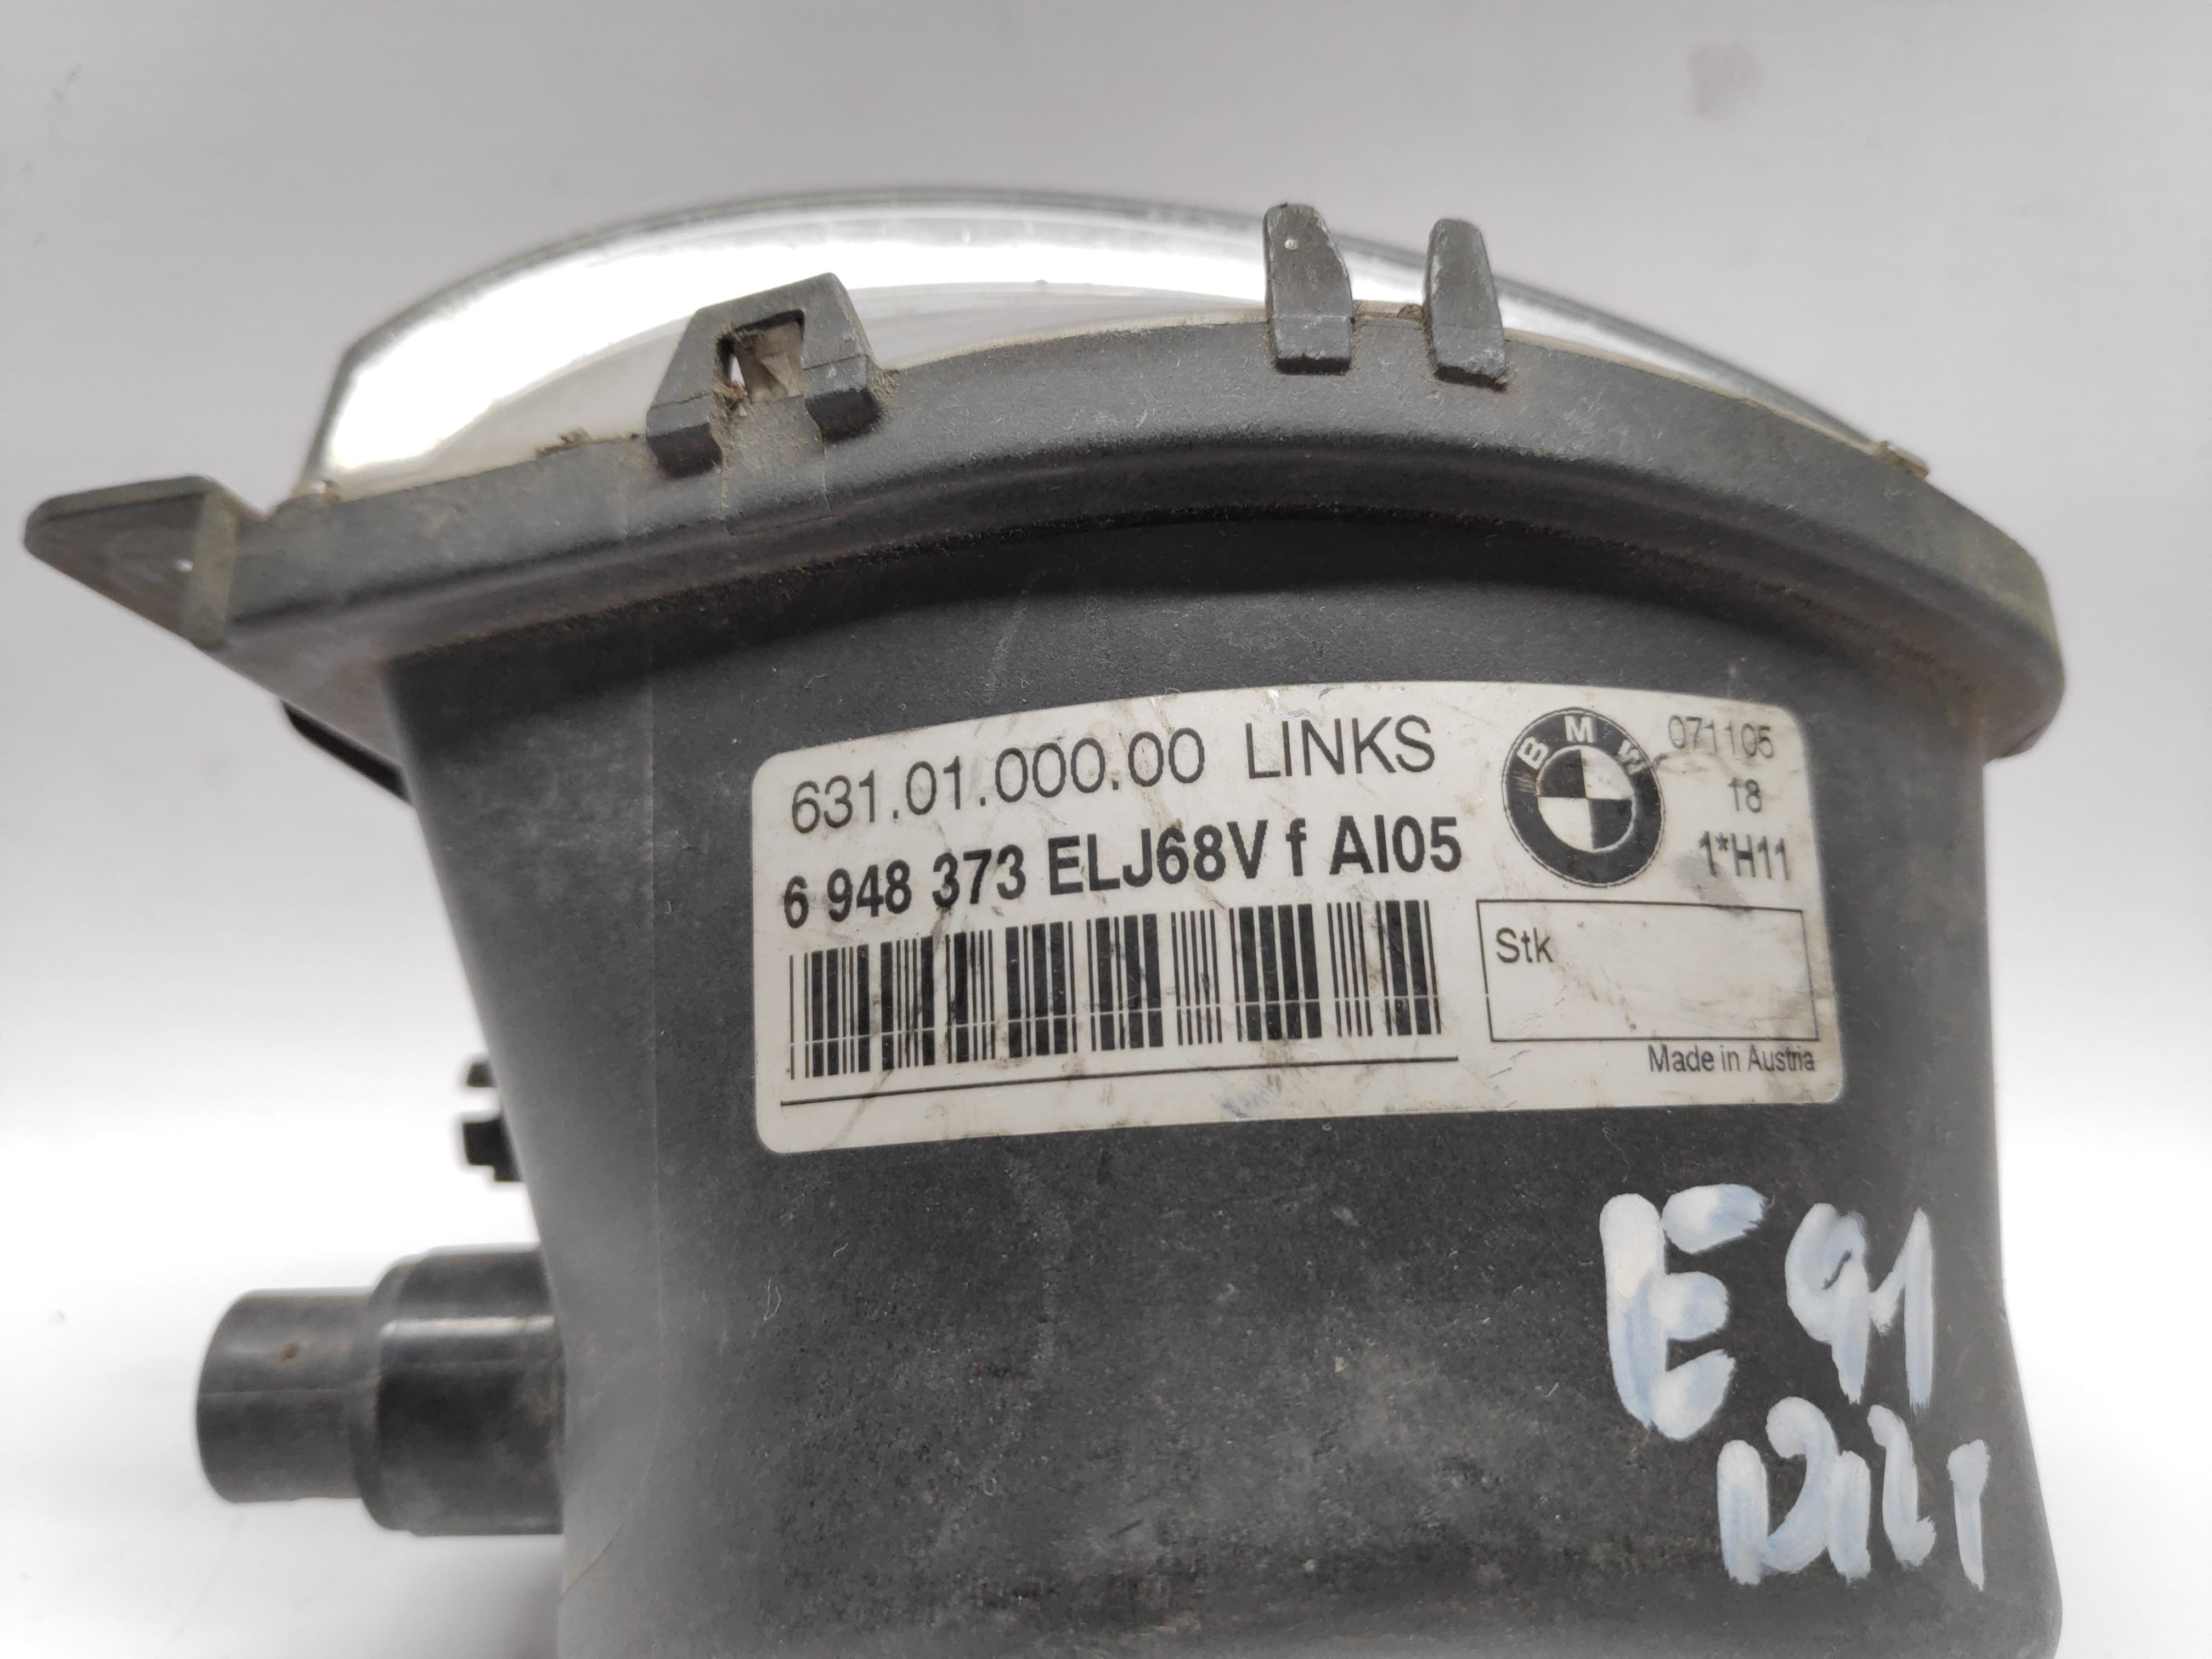 631.01.000.00 LINKS
6 948 373 ELJ68V f AI05
BMW
071105
18
1*H11
Stk
Made in Austria
E91